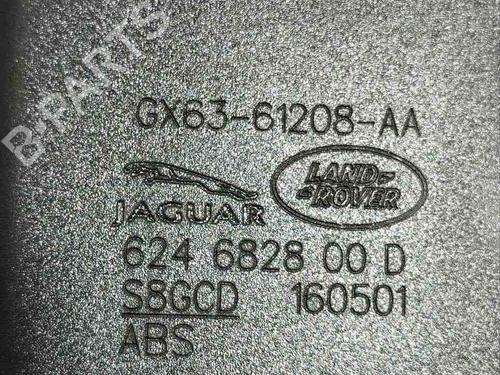 B-PARTS
GX63-61208-AA
JAGUAR
LAND
ROVER
624 6828 00 D
S8GCD 160501
ABS